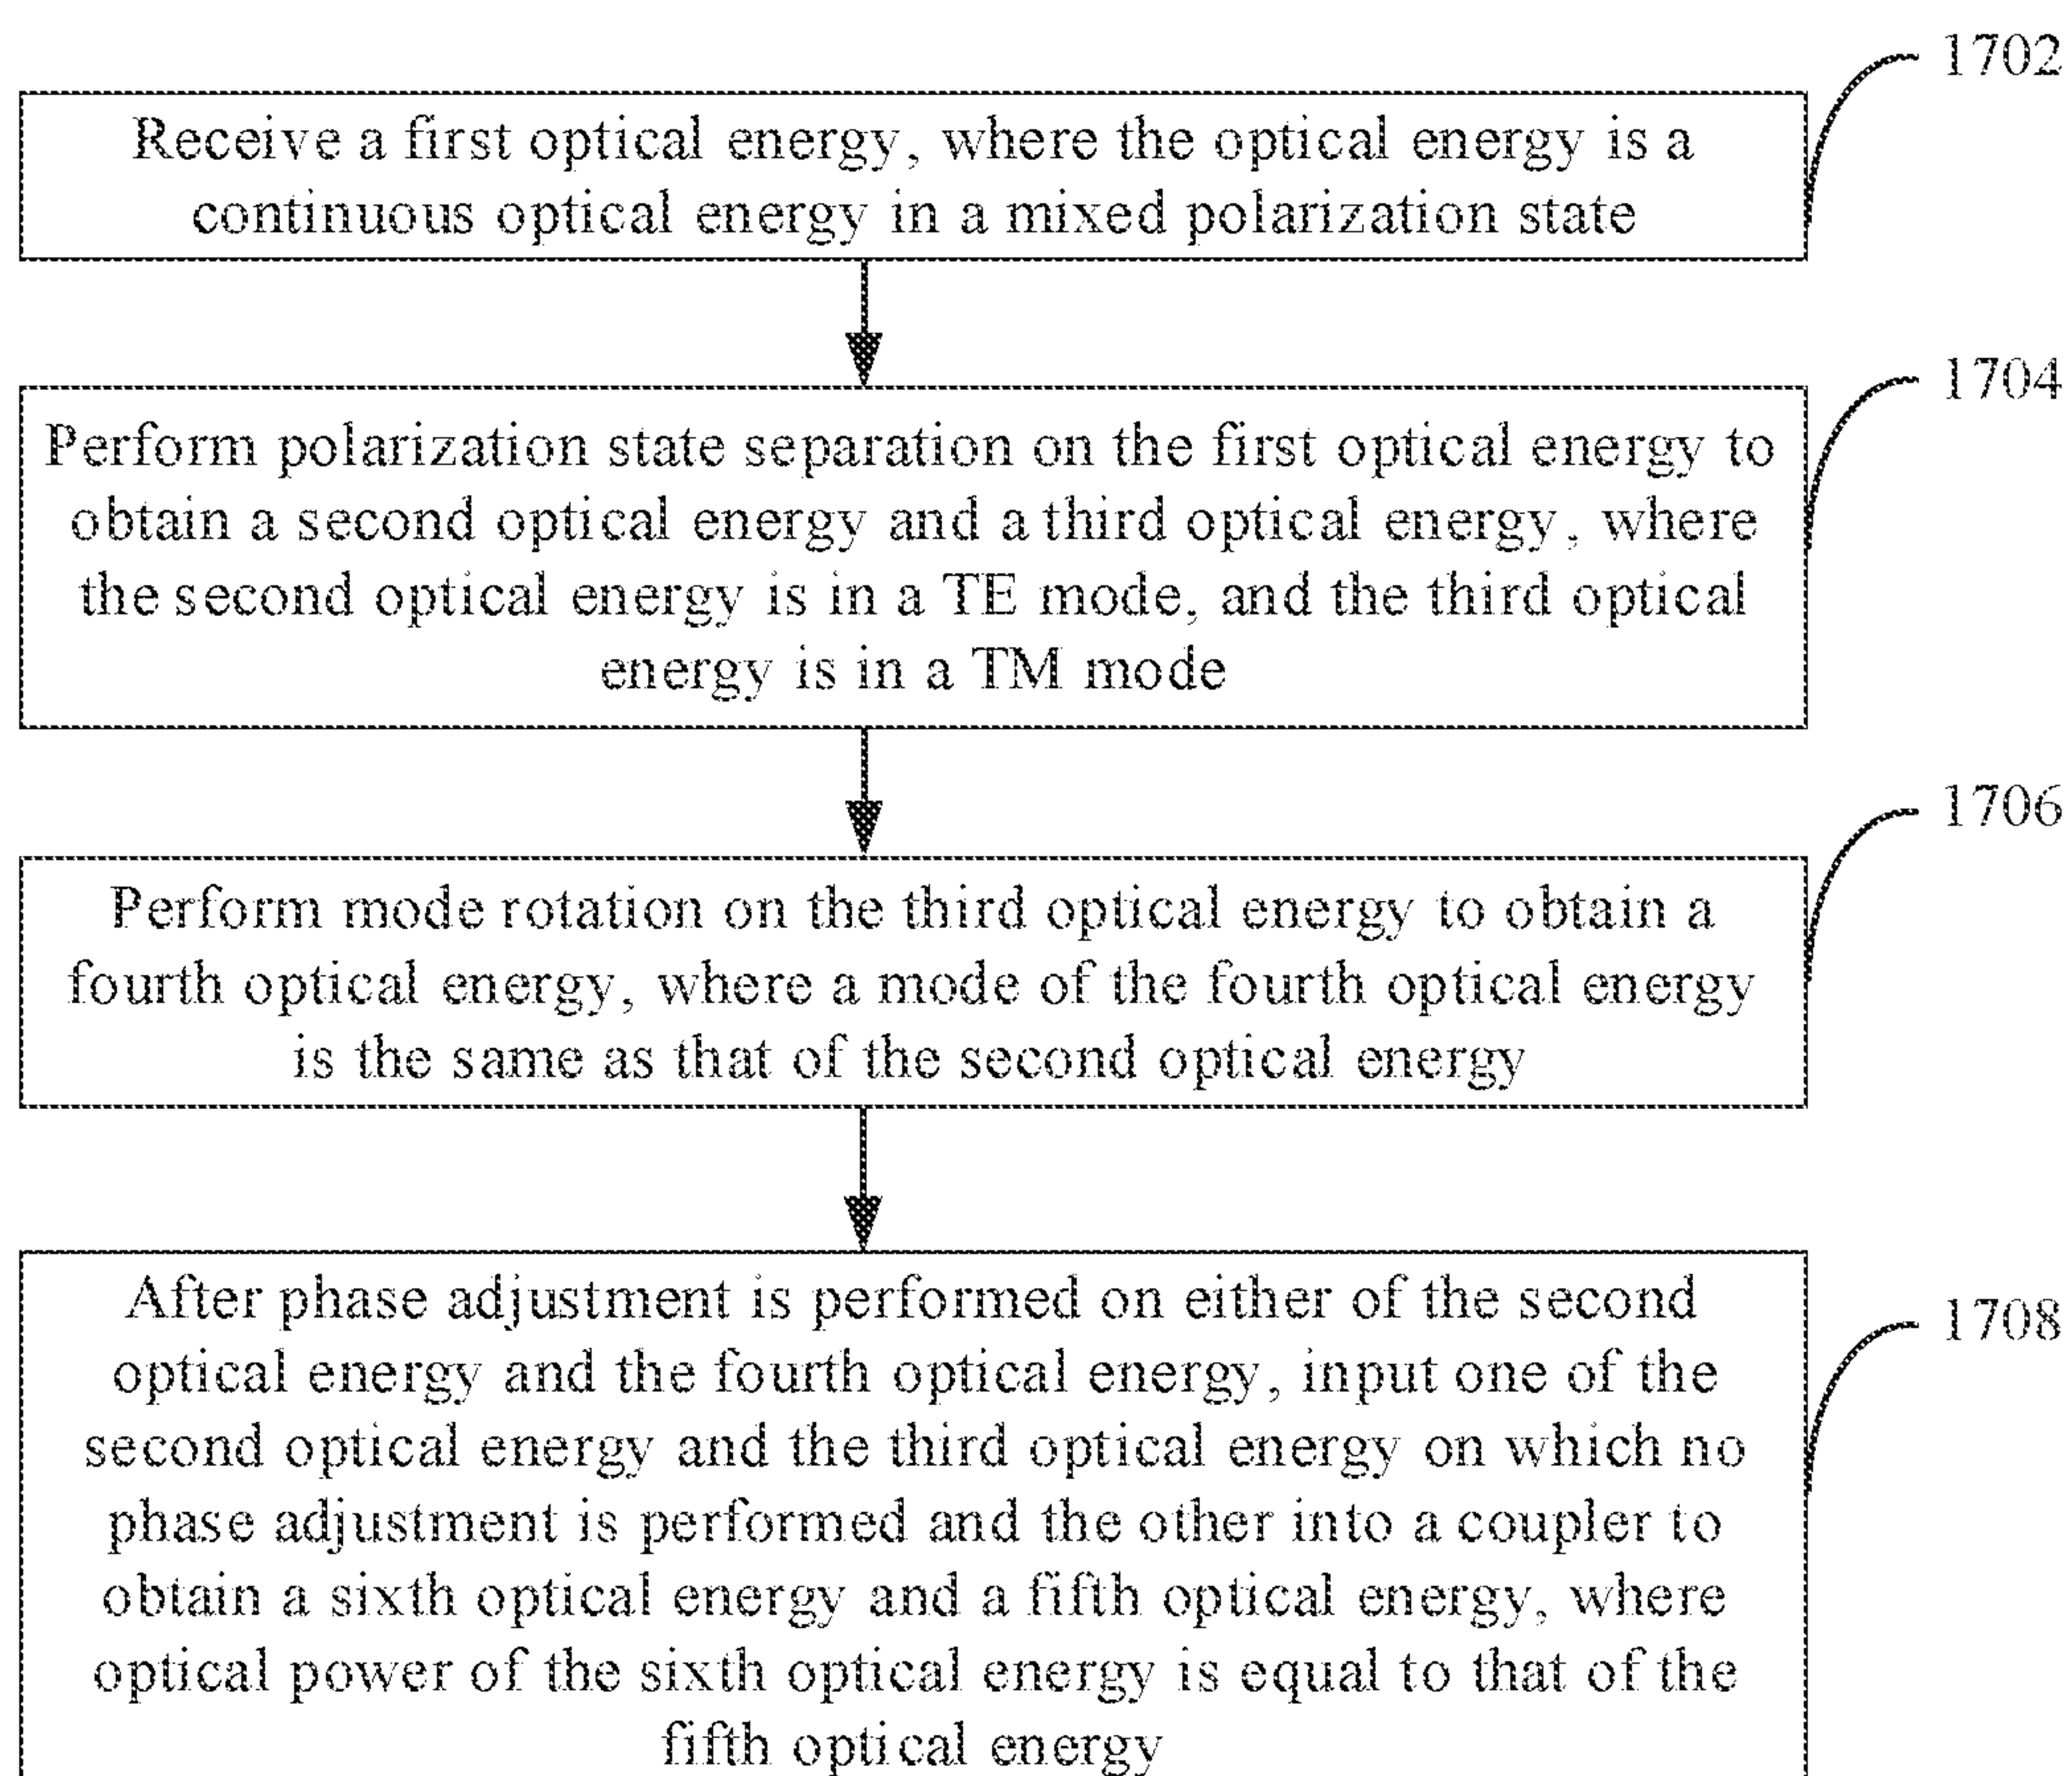 1702
Receive a first optical energy, where the optical energy is a
continuous optical energy in a mixed polarization state
1704
Perform polarization state separation on the first optical energy to
obtain a second optical energy and a third optical energy, where
the second optical energy is in a TE mode, and the third optical
energy is in a TM mode
1706
Perform mode rotation on the third optical energy to obtain a
fourth optical energy, where a mode of the fourth optical energy
is the same as that of the second optical energy
1708
After phase adjustment is performed on either of the second
optical energy and the fourth optical energy, input one of the
second optical energy and the third optical energy on which no
phase adjustment is performed and the other into a coupler to
obtain a sixth optical energy and a fifth optical energy, where
optical power of the sixth optical energy is equal to that of the
fifth optical energy